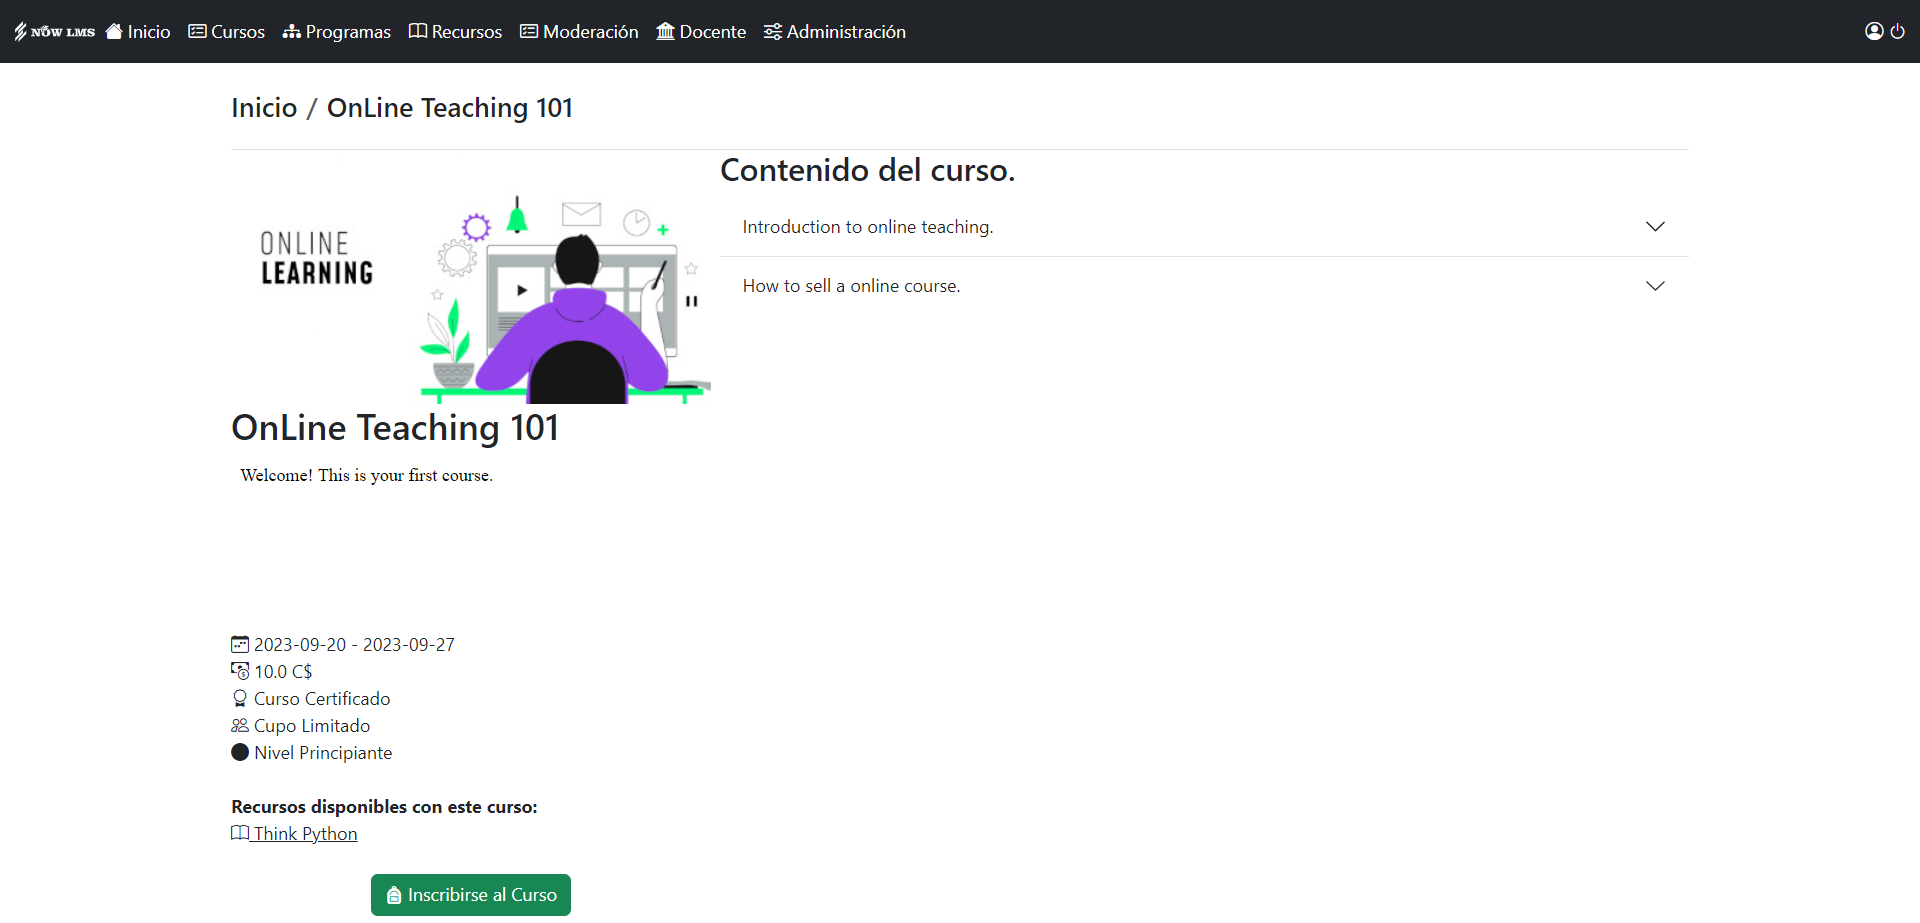 NOW LMS Inicio Cursos Programas Recursos Moderación Docente Administración
Inicio / OnLine Teaching 101
ONLINE
LEARNING
Contenido del curso.
Introduction to online teaching.
How to sell a online course.
OnLine Teaching 101
Welcome! This is your first course.
2023-09-20 - 2023-09-27
10.0 C$
Curso Certificado
Cupo Limitado
Nivel Principiante
Recursos disponibles con este curso:
Think Python
Inscribirse al Curso